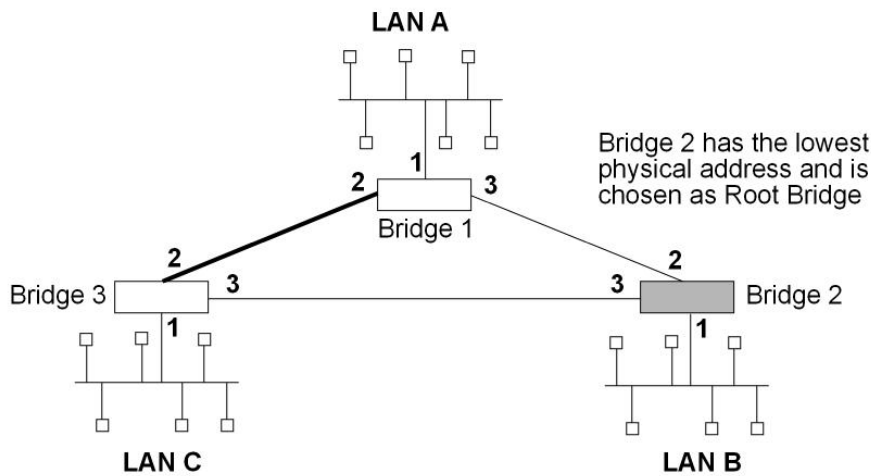 LAN A
Bridge 2 has the lowest
physical address and is
chosen as Root Bridge
1
2
3
Bridge 1
2
2
Bridge 3
3
3
Bridge 2
1
1
LAN C
LAN B